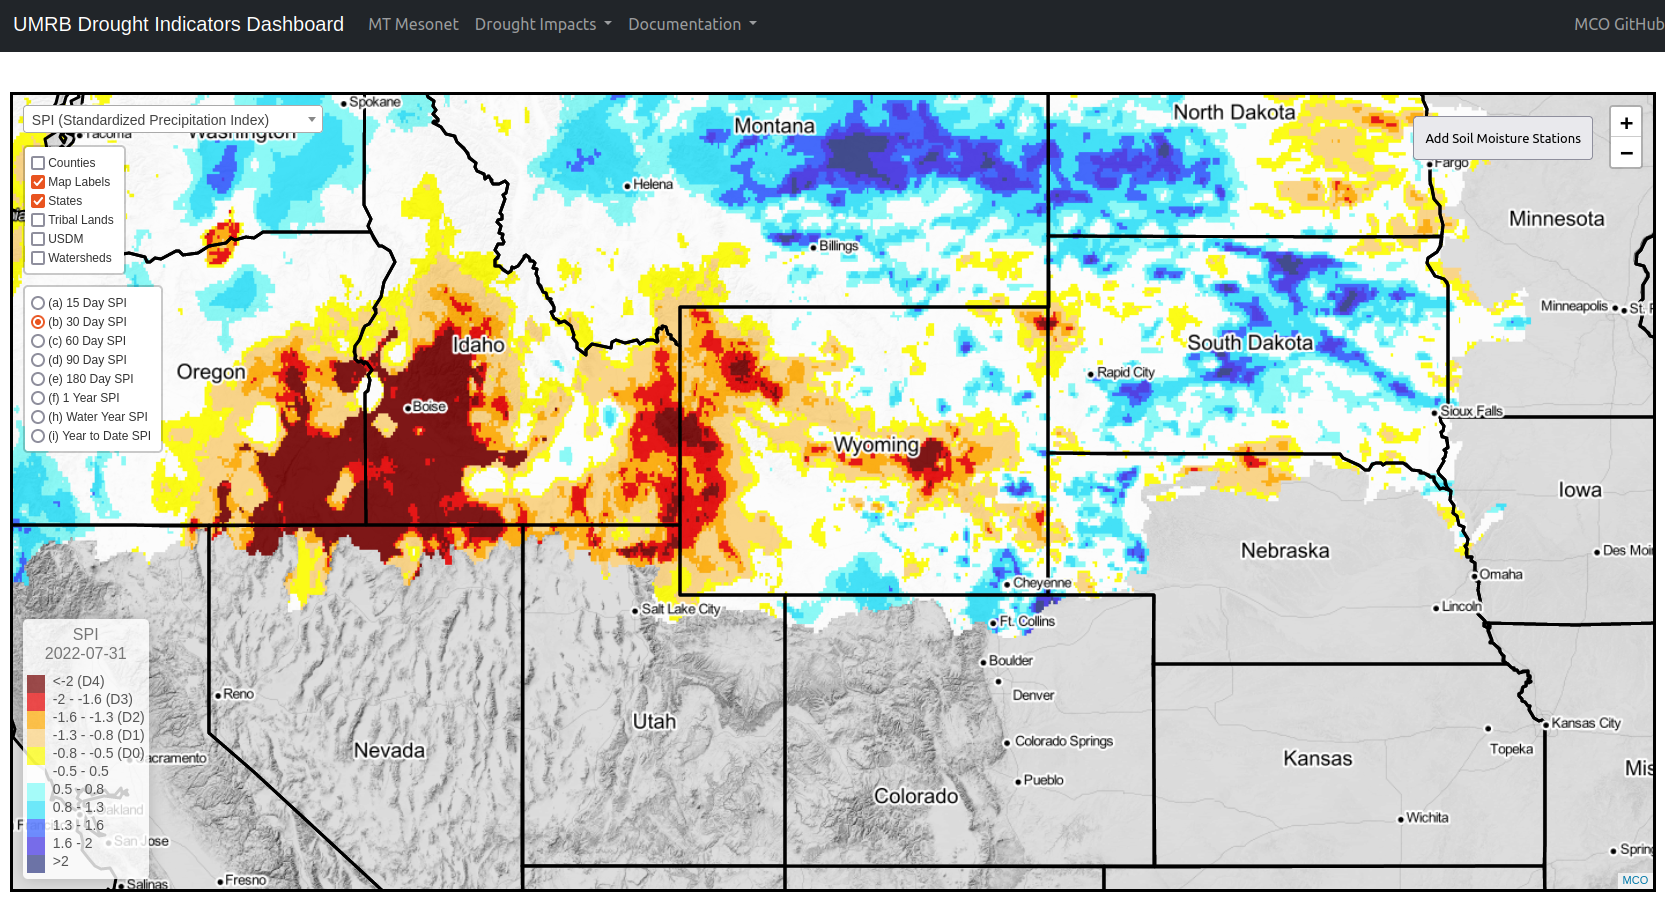 UMRB Drought Indicators Dashboard
MT Mesonet
Drought Impacts
Documentation
MCO GitHub
SPI (Standardized Precipitation Index)
Counties
Map Labels
States
Tribal Lands
USDM
Watersheds
(a) 15 Day SPI
(b) 30 Day SPI
(c) 60 Day SPI
(d) 90 Day SPI
(e) 180 Day SPI
(f) 1 Year SPI
(h) Water Year SPI
(i) Year to Date SPI
Add Soil Moisture Stations
+
−
Spokane
Tacoma
Washington
Montana
North Dakota
Fargo
Helena
Minnesota
Billings
Minneapolis
St. P
Idaho
South Dakota
Oregon
Rapid City
Boise
Sioux Falls
Wyoming
Iowa
Nebraska
Des Moi
Omaha
Cheyenne
Lincoln
Salt Lake City
Ft. Collins
Boulder
Reno
Denver
Utah
Kansas City
Colorado Springs
Topeka
Nevada
Kansas
Mis
Pueblo
Colorado
Wichita
Spring
Fresno
Salinas
San Jose
Oakland
acramento
SPI
2022-07-31
<-2 (D4)
-2 - -1.6 (D3)
-1.6 - -1.3 (D2)
-1.3 - -0.8 (D1)
-0.8 - -0.5 (D0)
-0.5 - 0.5
0.5 - 0.8
0.8 - 1.3
1.3 - 1.6
1.6 - 2
>2
MCO